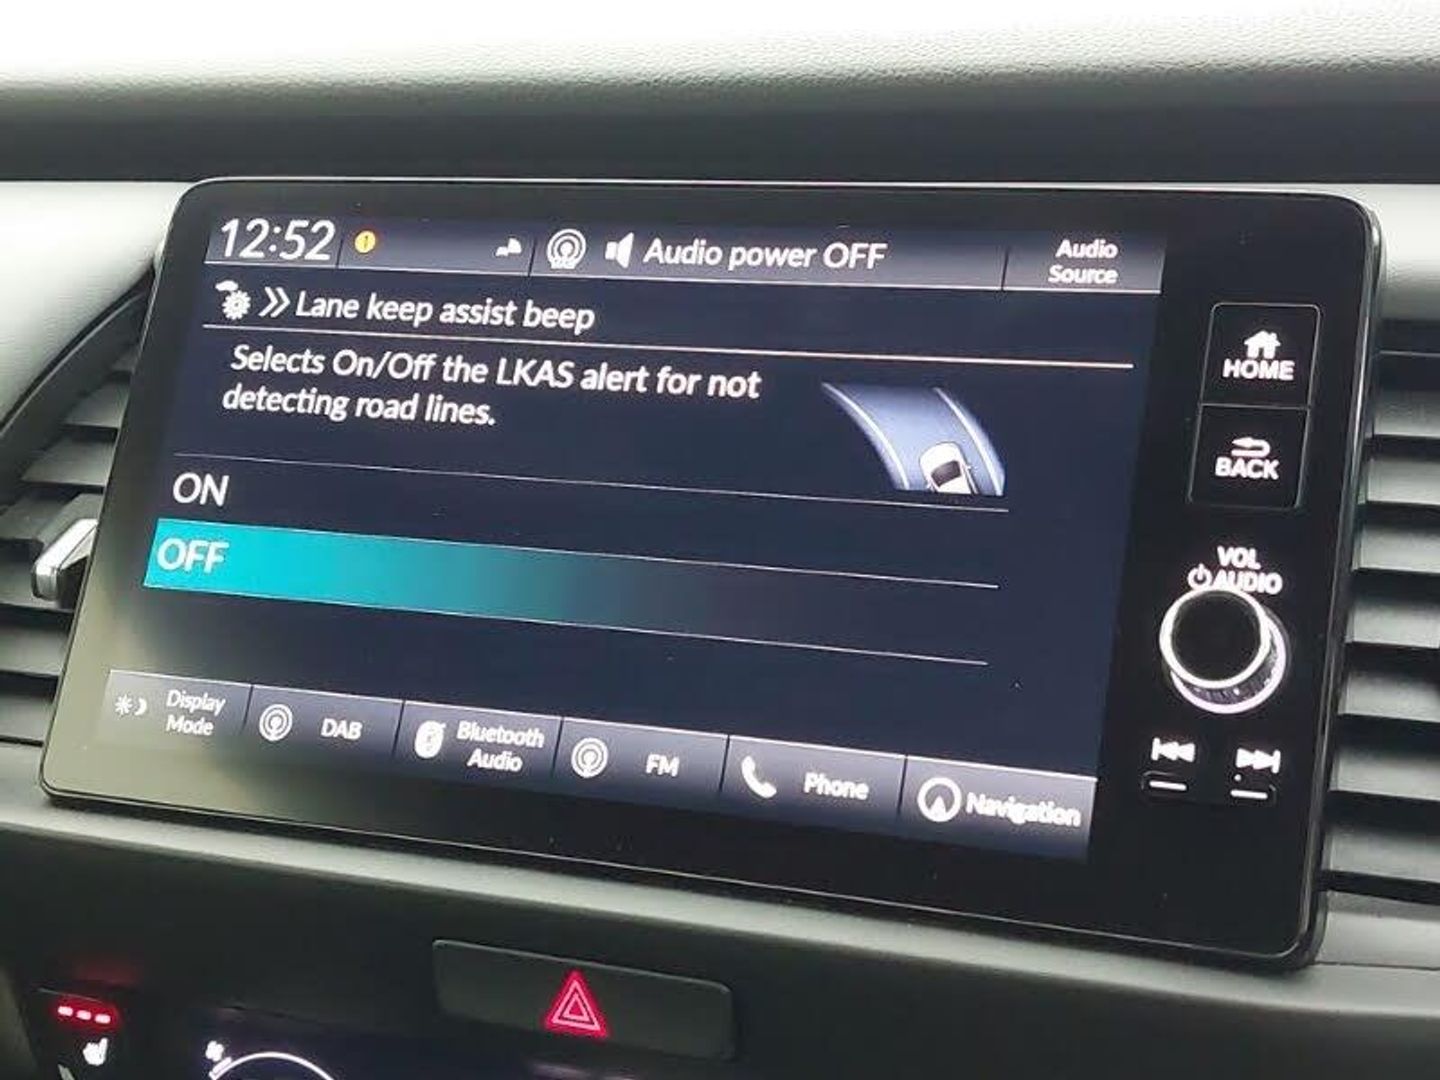 12:52
Audio power OFF
Audio
Source
Lane keep assist beep
Selects On/Off the LKAS alert for not
detecting road lines.
ON
OFF
Display
Mode
DAB
Bluetooth
Audio
FM
Phone
Navigation
HOME
BACK
VOL
AUDIO